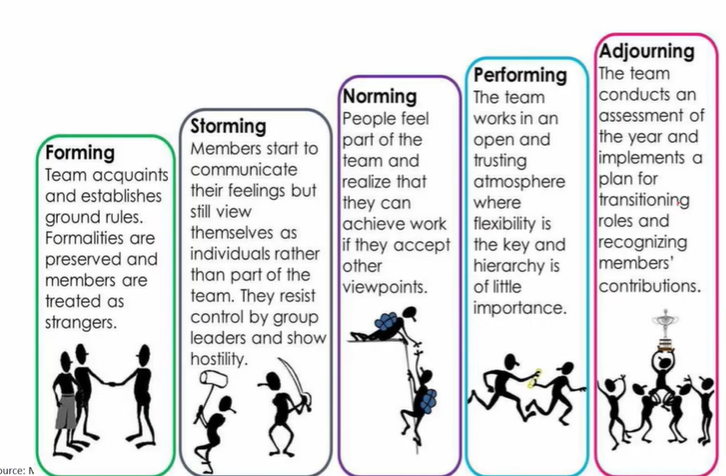 Forming
Team acquaints
and establishes
ground rules.
Formalities are
preserved and
members are
treated as
strangers.
Storming
Members start to
communicate
their feelings but
still view
themselves as
individuals rather
than part of the
team. They resist
control by group
leaders and show
hostility.
Norming
People feel
part of the
team and
realize that
they can
achieve work
if they accept
other
viewpoints.
Performing
The team
works in an
open and
trusting
atmosphere
where
flexibility is
the key and
hierarchy is
of little
importance.
Adjourning
The team
conducts an
assessment of
the year and
implements a
plan for
transitioning
roles and
recognizing
members'
contributions.